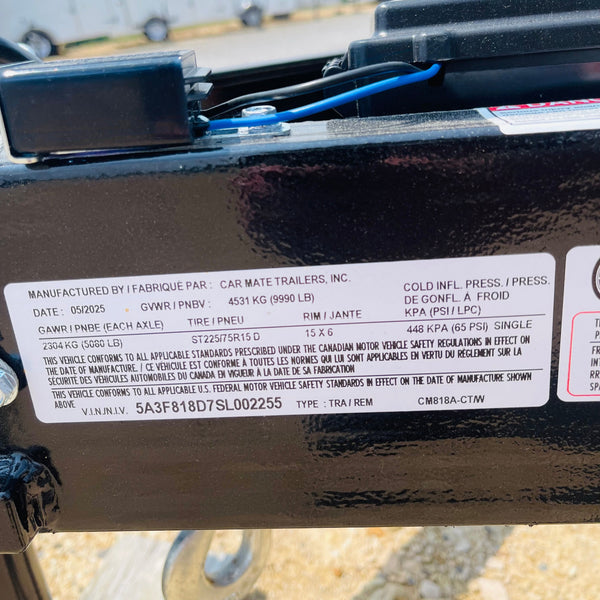 DANGER
MANUFACTURED BY / FABRIQUE PAR : CAR MATE TRAILERS, INC.
DATE : 05/2025 GVWR / PNBV : 4531 KG (9990 LB)
COLD INFL. PRESS. / PRESS.
DE GONFL. À FROID
KPA (PSI / LPC)
GAWR / PNBE (EACH AXLE) TIRE / PNEU RIM / JANTE
2304 KG (5080 LB) ST225/75R15 D 15 X 6 448 KPA (65 PSI) SINGLE
THIS VEHICLE CONFORMS TO ALL APPLICABLE STANDARDS PRESCRIBED UNDER THE CANADIAN MOTOR VEHICLE SAFETY REGULATIONS IN EFFECT ON
THE DATE OF MANUFACTURE. / CE VÉHICULE EST CONFORME À TOUTES LES NORMES QUI LUI SONT APPLICABLES EN VERTU DU RÈGLEMENT SUR LA
SÉCURITÉ DES VÉHICULES AUTOMOBILES DU CANADA EN VIGUEUR À LA DATE DE SA FABRICATION
THIS VEHICLE CONFORMS TO ALL APPLICABLE U.S. FEDERAL MOTOR VEHICLE SAFETY STANDARDS IN EFFECT ON THE DATE OF MANUFACTURE SHOWN
ABOVE
V.I.N./N.I.V. 5A3F818D7SL002255 TYPE : TRA / REM CM818A-CT/W